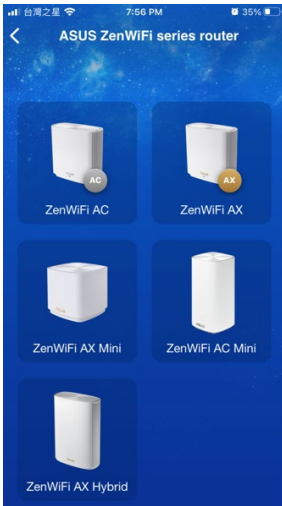 台灣之星 7:56 PM 35%
ASUS ZenWiFi series router
AC
AX
ZenWiFi AC
ZenWiFi AX
ZenWiFi AX Mini
ZenWiFi AC Mini
ZenWiFi AX Hybrid